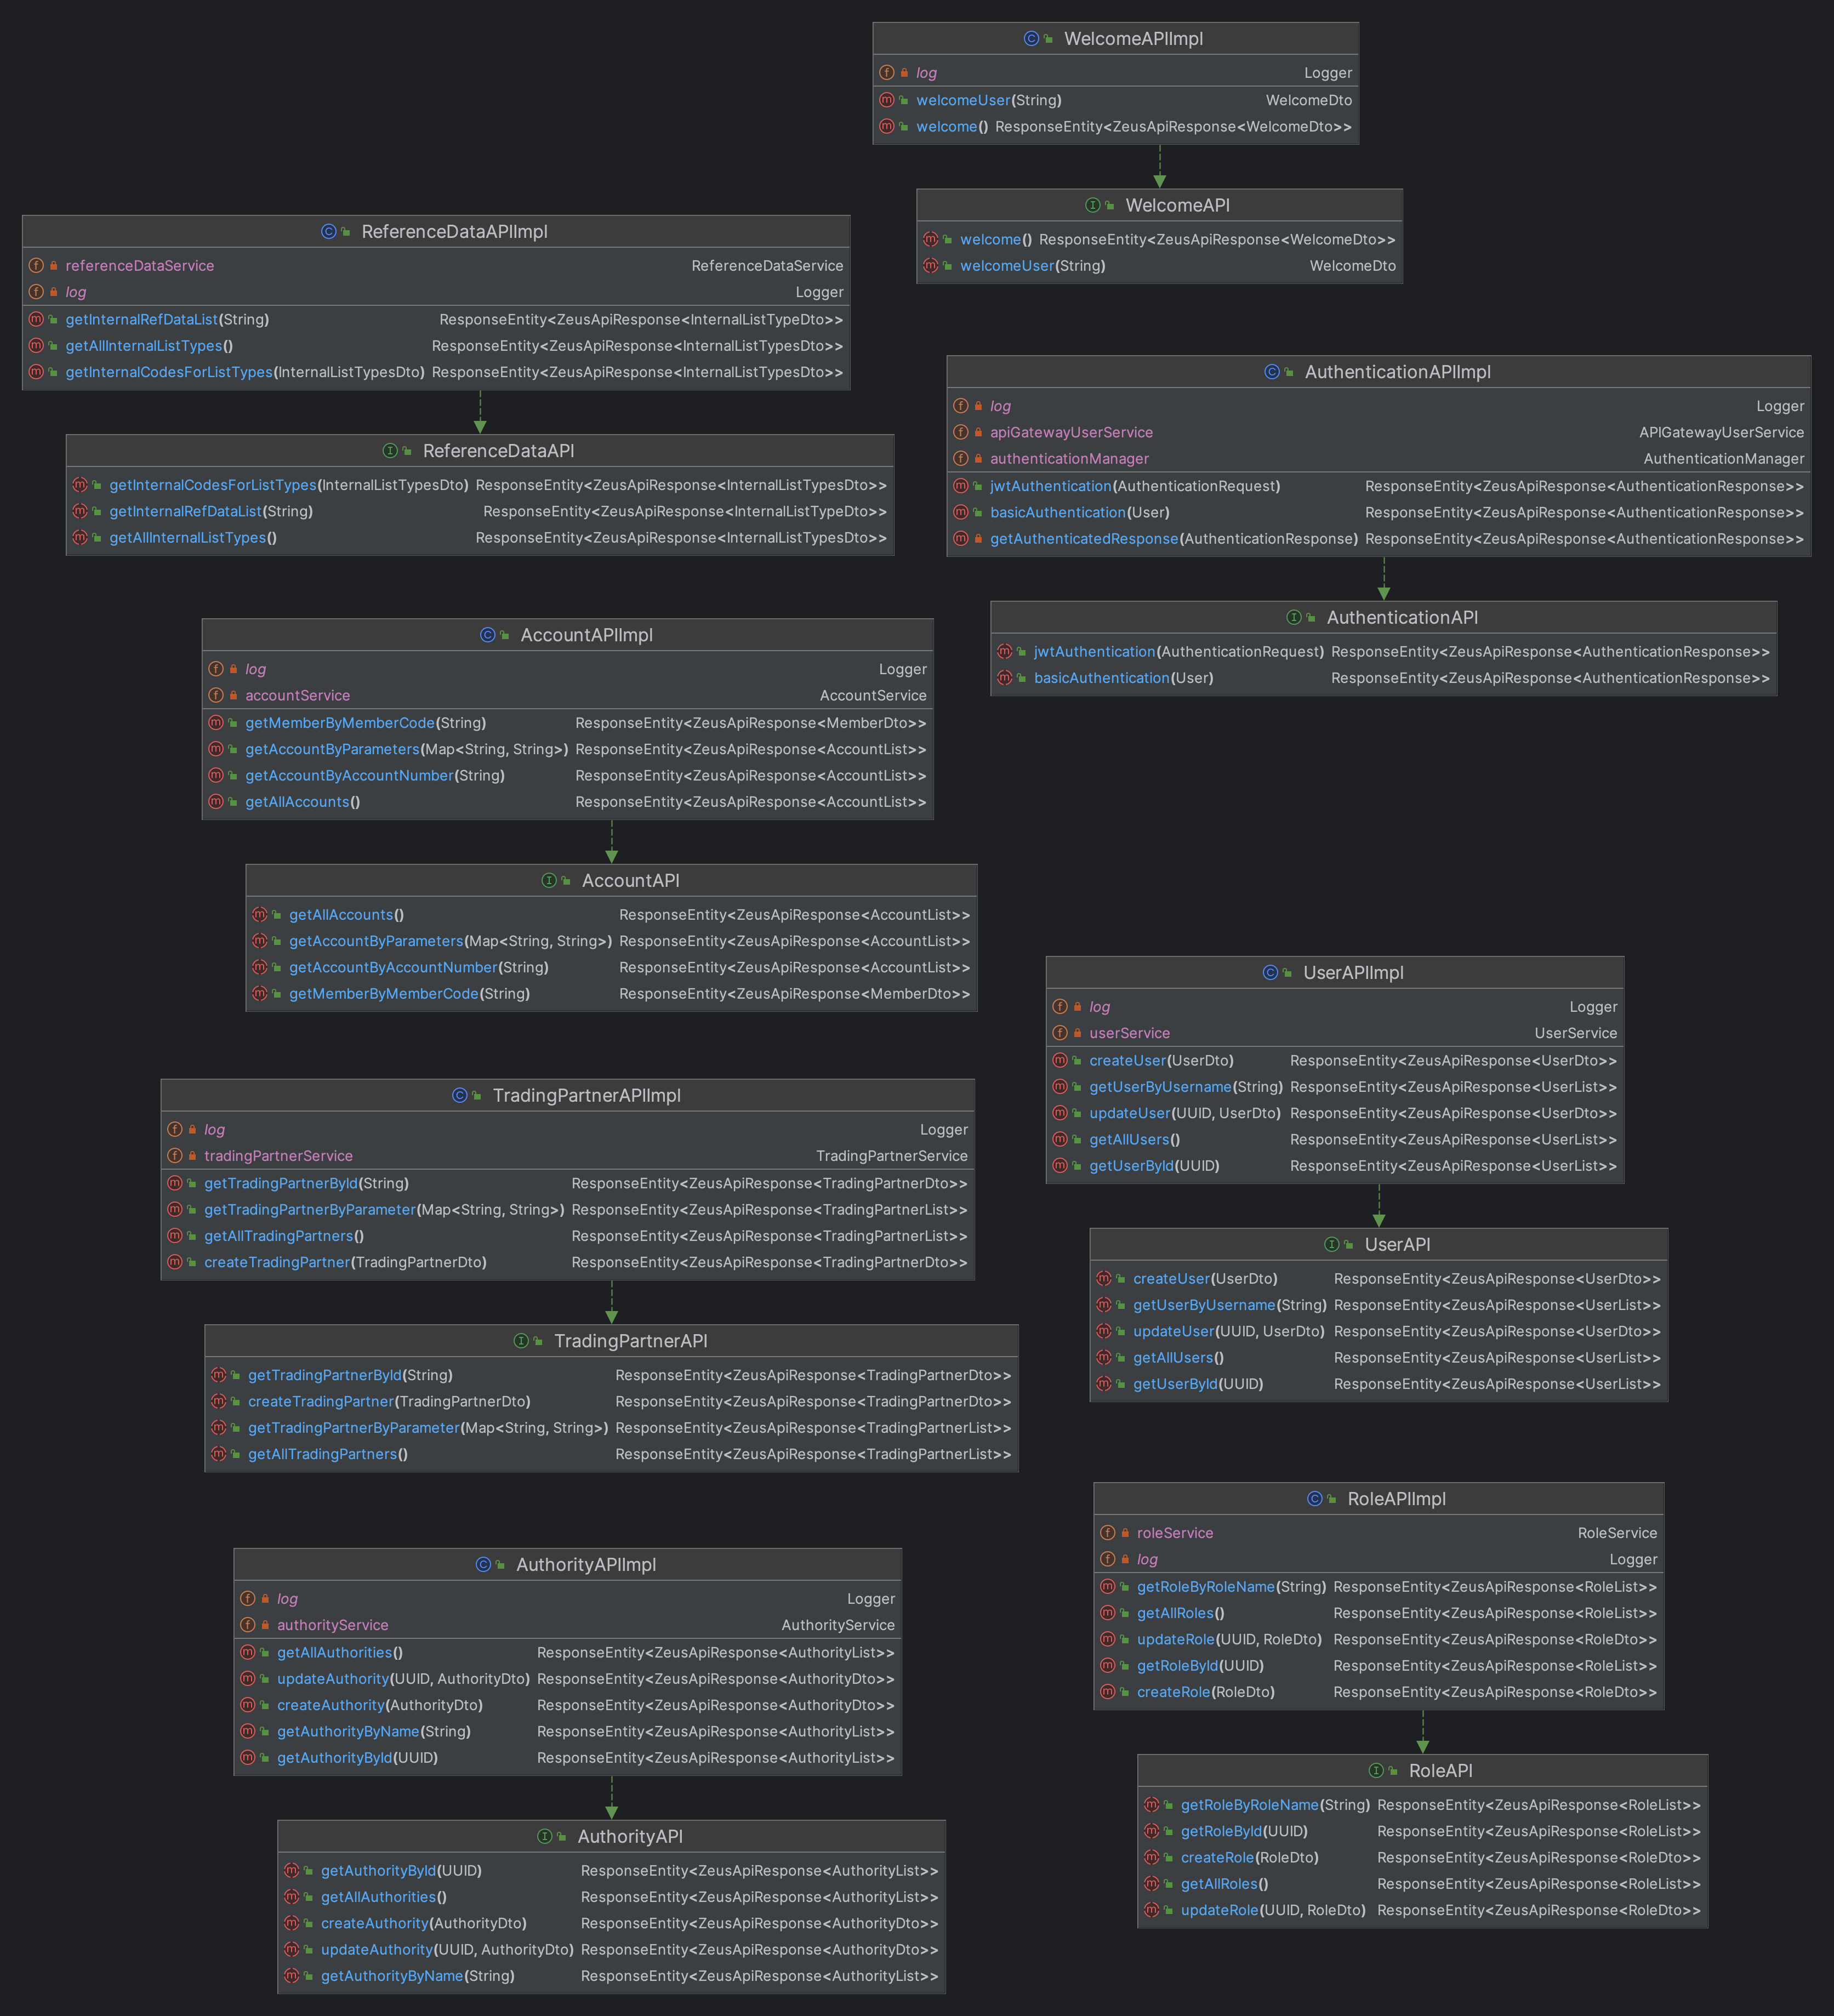 WelcomeAPIImpl
log Logger
welcomeUser(String) WelcomeDto
welcome() ResponseEntity<ZeusApiResponse<WelcomeDto>>
WelcomeAPI
welcome() ResponseEntity<ZeusApiResponse<WelcomeDto>>
welcomeUser(String) WelcomeDto
ReferenceDataAPIImpl
referenceDataService ReferenceDataService
log Logger
getInternalRefDataList(String) ResponseEntity<ZeusApiResponse<InternalListTypeDto>>
getAllInternalListTypes() ResponseEntity<ZeusApiResponse<InternalListTypesDto>>
getInternalCodesForListTypes(InternalListTypesDto) ResponseEntity<ZeusApiResponse<InternalListTypesDto>>
ReferenceDataAPI
getInternalCodesForListTypes(InternalListTypesDto) ResponseEntity<ZeusApiResponse<InternalListTypesDto>>
getInternalRefDataList(String) ResponseEntity<ZeusApiResponse<InternalListTypeDto>>
getAllInternalListTypes() ResponseEntity<ZeusApiResponse<InternalListTypesDto>>
AuthenticationAPIImpl
log Logger
apiGatewayUserService APIGatewayUserService
authenticationManager AuthenticationManager
jwtAuthentication(AuthenticationRequest) ResponseEntity<ZeusApiResponse<AuthenticationResponse>>
basicAuthentication(User) ResponseEntity<ZeusApiResponse<AuthenticationResponse>>
getAuthenticatedResponse(AuthenticationResponse) ResponseEntity<ZeusApiResponse<AuthenticationResponse>>
AuthenticationAPI
jwtAuthentication(AuthenticationRequest) ResponseEntity<ZeusApiResponse<AuthenticationResponse>>
basicAuthentication(User) ResponseEntity<ZeusApiResponse<AuthenticationResponse>>
AccountAPIImpl
log Logger
accountService AccountService
getMemberByMemberCode(String) ResponseEntity<ZeusApiResponse<MemberDto>>
getAccountByParameters(Map<String, String>) ResponseEntity<ZeusApiResponse<AccountList>>
getAccountByAccountNumber(String) ResponseEntity<ZeusApiResponse<AccountList>>
getAllAccounts() ResponseEntity<ZeusApiResponse<AccountList>>
AccountAPI
getAllAccounts() ResponseEntity<ZeusApiResponse<AccountList>>
getAccountByParameters(Map<String, String>) ResponseEntity<ZeusApiResponse<AccountList>>
getAccountByAccountNumber(String) ResponseEntity<ZeusApiResponse<AccountList>>
getMemberByMemberCode(String) ResponseEntity<ZeusApiResponse<MemberDto>>
UserAPIImpl
log Logger
userService UserService
createUser(UserDto) ResponseEntity<ZeusApiResponse<UserDto>>
getUserByUsername(String) ResponseEntity<ZeusApiResponse<UserList>>
updateUser(UUID, UserDto) ResponseEntity<ZeusApiResponse<UserDto>>
getAllUsers() ResponseEntity<ZeusApiResponse<UserList>>
getUserById(UUID) ResponseEntity<ZeusApiResponse<UserList>>
UserAPI
createUser(UserDto) ResponseEntity<ZeusApiResponse<UserDto>>
getUserByUsername(String) ResponseEntity<ZeusApiResponse<UserList>>
updateUser(UUID, UserDto) ResponseEntity<ZeusApiResponse<UserDto>>
getAllUsers() ResponseEntity<ZeusApiResponse<UserList>>
getUserById(UUID) ResponseEntity<ZeusApiResponse<UserList>>
TradingPartnerAPIImpl
log Logger
tradingPartnerService TradingPartnerService
getTradingPartnerById(String) ResponseEntity<ZeusApiResponse<TradingPartnerDto>>
getTradingPartnerByParameter(Map<String, String>) ResponseEntity<ZeusApiResponse<TradingPartnerList>>
getAllTradingPartners() ResponseEntity<ZeusApiResponse<TradingPartnerList>>
createTradingPartner(TradingPartnerDto) ResponseEntity<ZeusApiResponse<TradingPartnerDto>>
TradingPartnerAPI
getTradingPartnerById(String) ResponseEntity<ZeusApiResponse<TradingPartnerDto>>
createTradingPartner(TradingPartnerDto) ResponseEntity<ZeusApiResponse<TradingPartnerDto>>
getTradingPartnerByParameter(Map<String, String>) ResponseEntity<ZeusApiResponse<TradingPartnerList>>
getAllTradingPartners() ResponseEntity<ZeusApiResponse<TradingPartnerList>>
RoleAPIImpl
roleService RoleService
log Logger
getRoleByRoleName(String) ResponseEntity<ZeusApiResponse<RoleList>>
getAllRoles() ResponseEntity<ZeusApiResponse<RoleList>>
updateRole(UUID, RoleDto) ResponseEntity<ZeusApiResponse<RoleDto>>
getRoleById(UUID) ResponseEntity<ZeusApiResponse<RoleList>>
createRole(RoleDto) ResponseEntity<ZeusApiResponse<RoleDto>>
RoleAPI
getRoleByRoleName(String) ResponseEntity<ZeusApiResponse<RoleList>>
getRoleById(UUID) ResponseEntity<ZeusApiResponse<RoleList>>
createRole(RoleDto) ResponseEntity<ZeusApiResponse<RoleDto>>
getAllRoles() ResponseEntity<ZeusApiResponse<RoleList>>
updateRole(UUID, RoleDto) ResponseEntity<ZeusApiResponse<RoleDto>>
AuthorityAPIImpl
log Logger
authorityService AuthorityService
getAllAuthorities() ResponseEntity<ZeusApiResponse<AuthorityList>>
updateAuthority(UUID, AuthorityDto) ResponseEntity<ZeusApiResponse<AuthorityDto>>
createAuthority(AuthorityDto) ResponseEntity<ZeusApiResponse<AuthorityDto>>
getAuthorityByName(String) ResponseEntity<ZeusApiResponse<AuthorityList>>
getAuthorityById(UUID) ResponseEntity<ZeusApiResponse<AuthorityList>>
AuthorityAPI
getAuthorityById(UUID) ResponseEntity<ZeusApiResponse<AuthorityList>>
getAllAuthorities() ResponseEntity<ZeusApiResponse<AuthorityList>>
createAuthority(AuthorityDto) ResponseEntity<ZeusApiResponse<AuthorityDto>>
updateAuthority(UUID, AuthorityDto) ResponseEntity<ZeusApiResponse<AuthorityDto>>
getAuthorityByName(String) ResponseEntity<ZeusApiResponse<AuthorityList>>